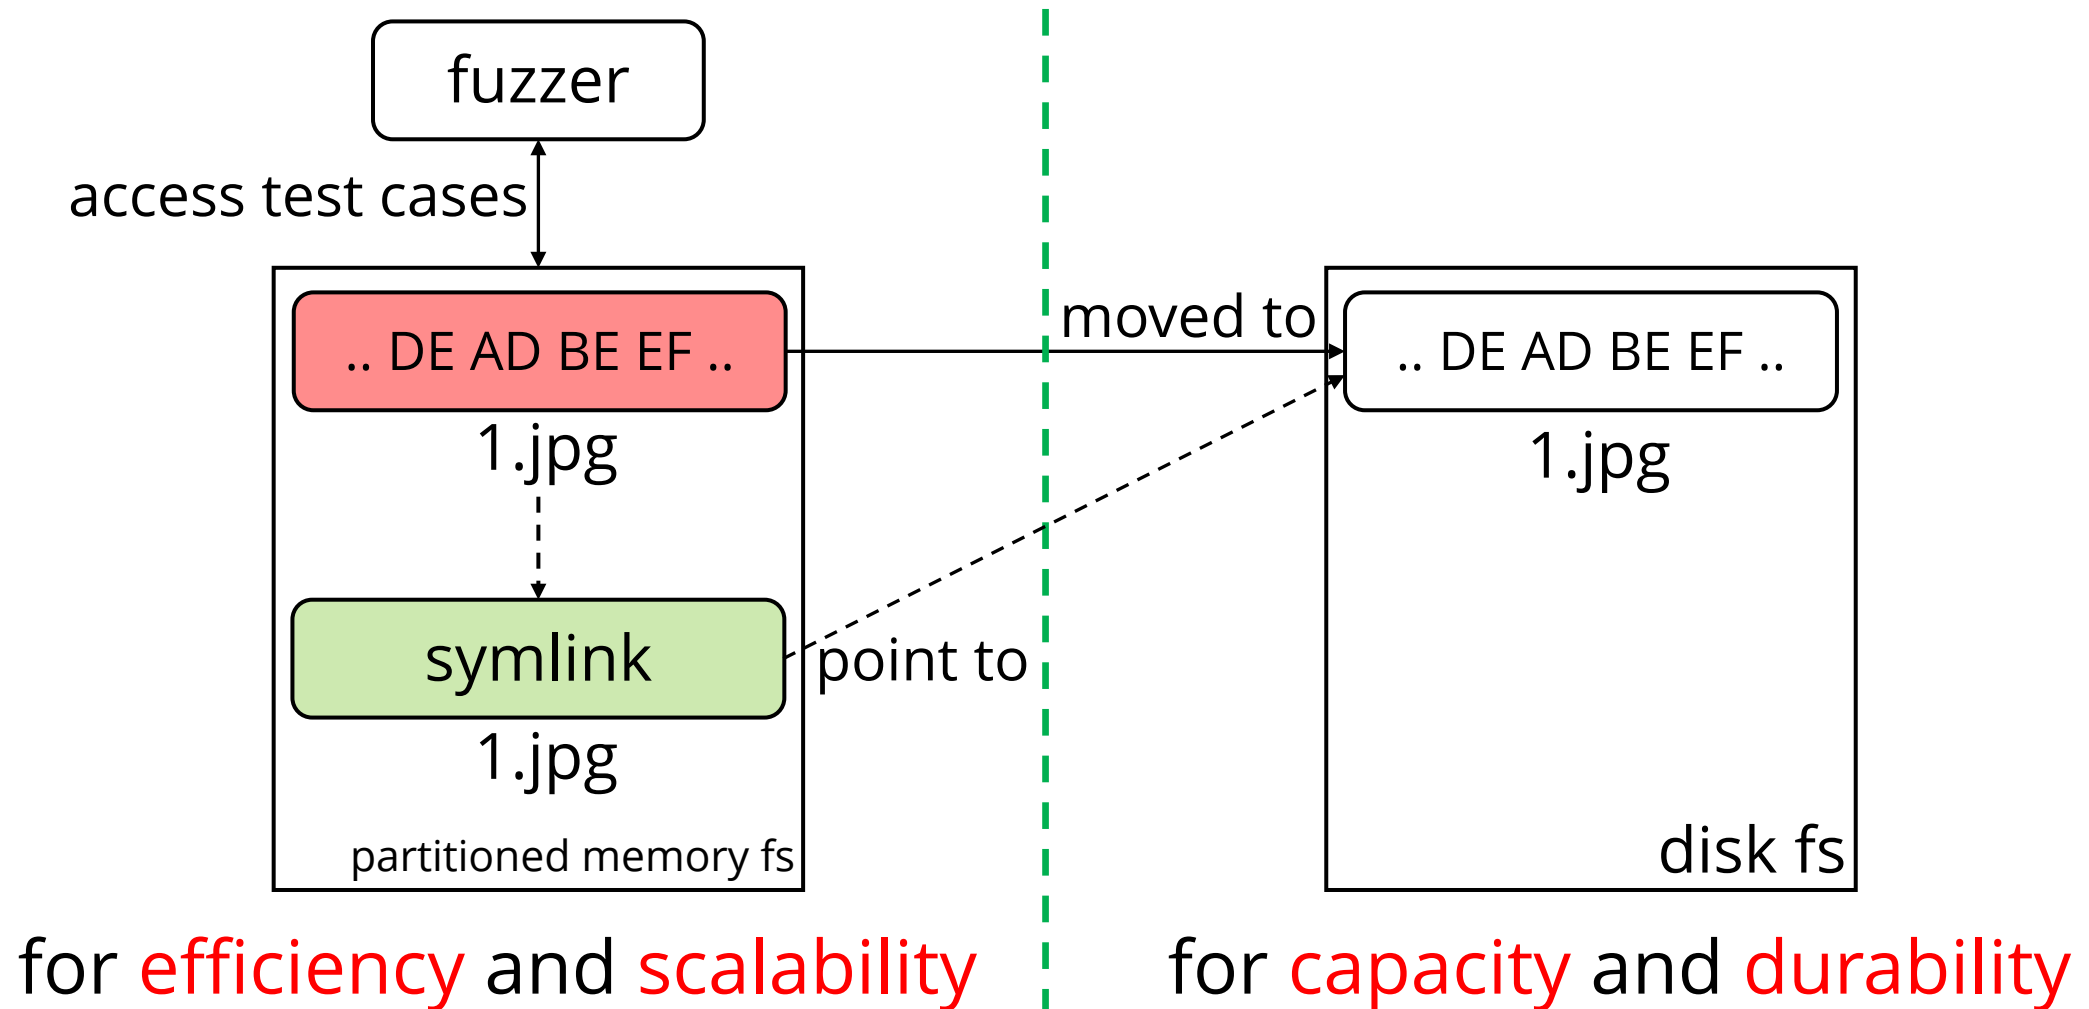 fuzzer
access test cases
.. DE AD BE EF ..
1.jpg
symlink
1.jpg
partitioned memory fs
moved to
point to
.. DE AD BE EF ..
1.jpg
disk fs
for efficiency and scalability
for capacity and durability